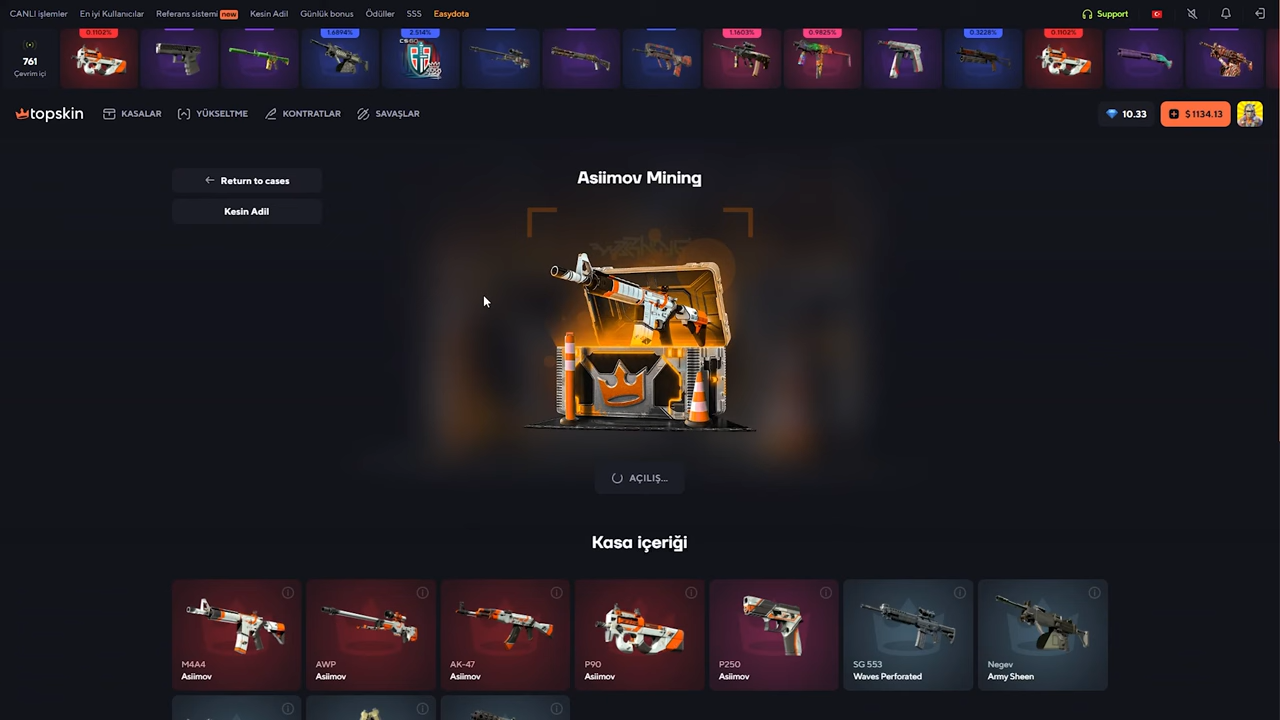 CANLI işlemler En iyi Kullanıcılar Referans sistemi new Kesin Adil Günlük bonus Ödüller SSS Easydota Support
761
Çevrim içi
0.1102% 1.6894% 2.514% 1.1603% 0.9825% 0.3228% 0.1102%
topskin KASALAR YÜKSELTME KONTRATLAR SAVAŞLAR 10.33 $ 1134.13
Return to cases
Kesin Adil
Asiimov Mining
AÇILIŞ...
Kasa içeriği
M4A4 AWP AK-47 P90 P250 SG 553 Negev
Asiimov Asiimov Asiimov Asiimov Asiimov Waves Perforated Army Sheen